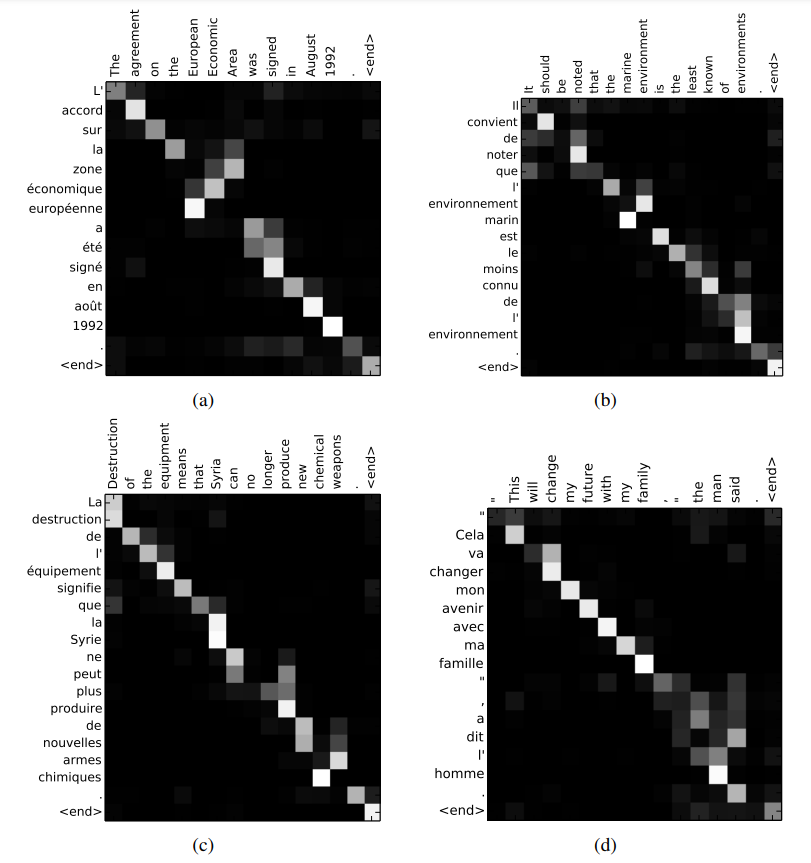 The agreement on the European Economic Area was signed in August 1992 . <end>
L'
accord
sur
la
zone
économique
européenne
a
été
signé
en
août
1992
.
<end>
(a)
It should be noted that the marine environment is the least known of environments . <end>
Il
convient
de
noter
que
l'
environnement
marin
est
le
moins
connu
de
l'
environnement
.
<end>
(b)
Destruction of the equipment means that Syria can no longer produce new chemical weapons . <end>
La
destruction
de
l'
équipement
signifie
que
la
Syrie
ne
peut
plus
produire
de
nouvelles
armes
chimiques
.
<end>
(c)
" This will change my future with my family , " the man said . <end>
"
Cela
va
changer
mon
avenir
avec
ma
famille
"
,
a
dit
l'
homme
.
<end>
(d)